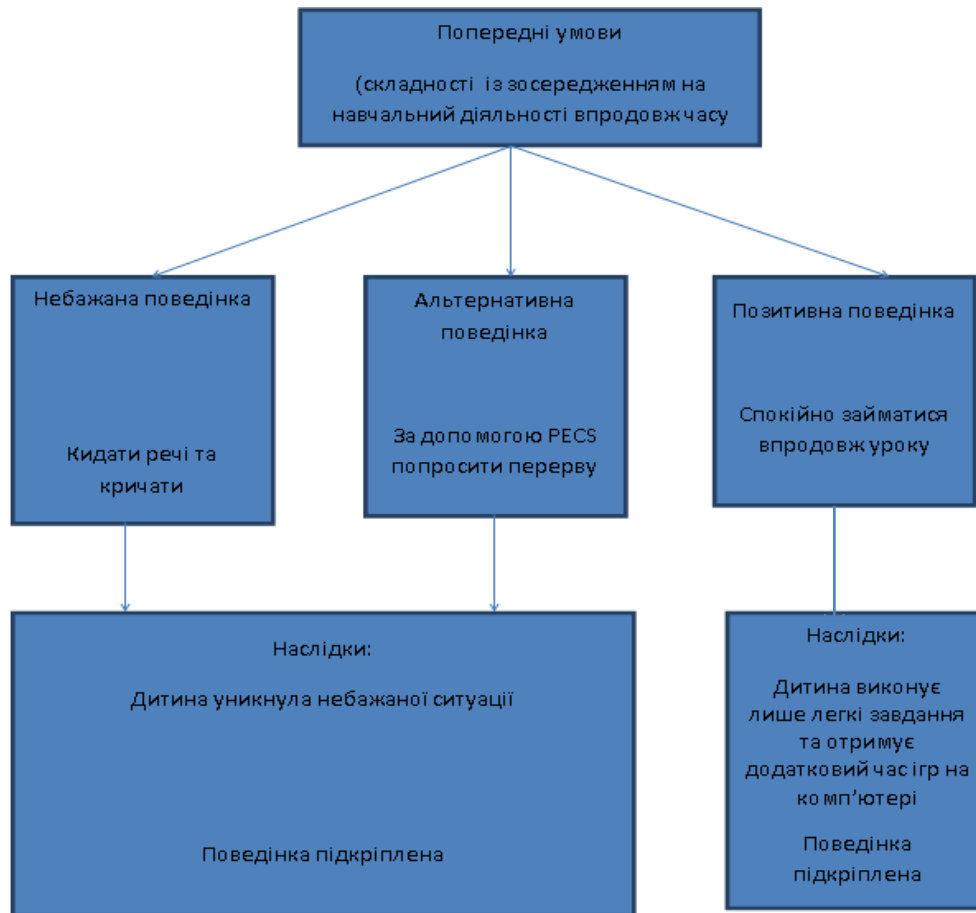 Попередні умови
(складності із зосередженням на
навчальний діяльності впродовж часу
Небажана поведінка
Кидати речі та
кричати
Альтернативна
поведінка
За допомогою PECS
попросити перерву
Позитивна поведінка
Спокійно займатися
впродовж уроку
Наслідки:
Дитина уникнула небажаної ситуації
Поведінка підкріплена
Наслідки:
Дитина виконує
лише легкі завдання
та отримує
додатковий час ігр на
комп’ютері
Поведінка
підкріплена